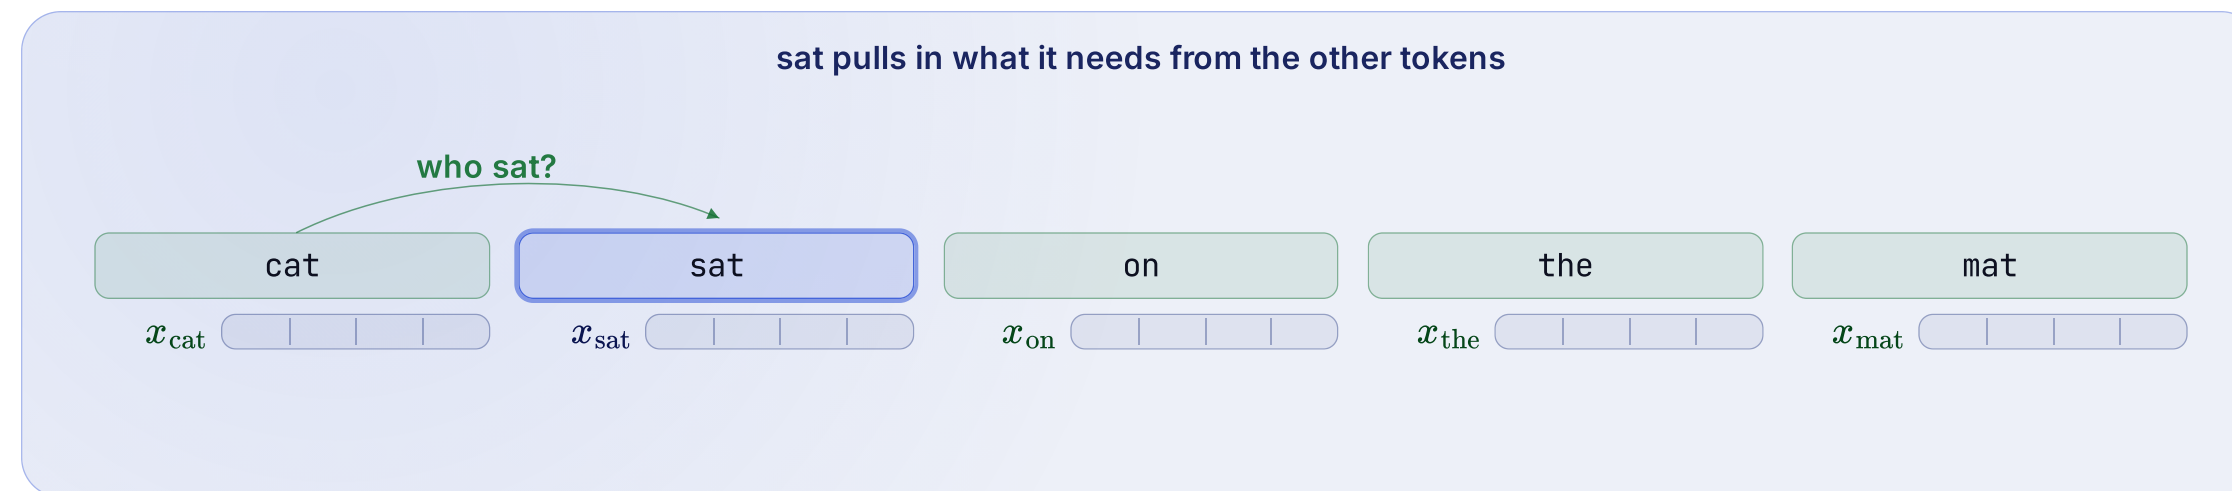 sat pulls in what it needs from the other tokens
who sat?
cat sat on the mat
x_cat x_sat x_on x_the x_mat